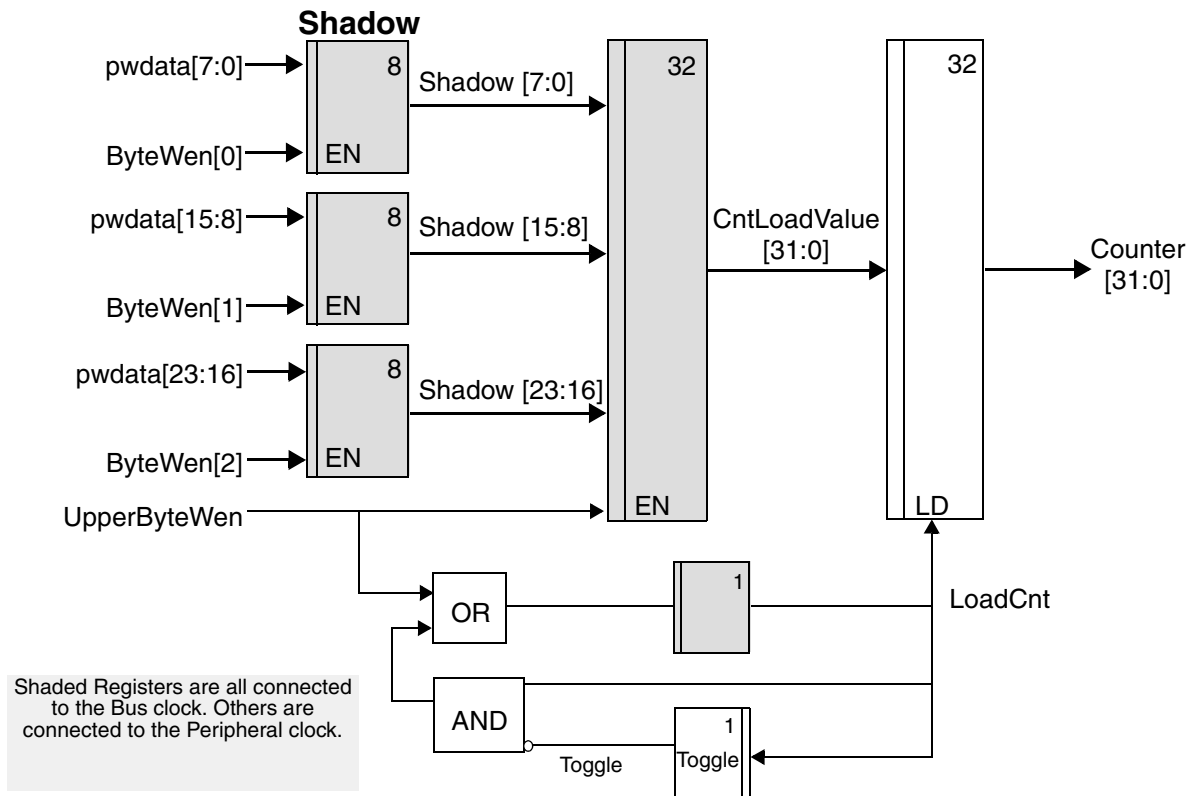 Shadow
pwdata[7:0]
8
Shadow [7:0]
ByteWen[0]
EN
pwdata[15:8]
8
Shadow [15:8]
ByteWen[1]
EN
pwdata[23:16]
8
Shadow [23:16]
ByteWen[2]
EN
UpperByteWen
32
EN
CntLoadValue
[31:0]
32
LD
Counter
[31:0]
OR
1
LoadCnt
AND
Toggle
1
Toggle
Shaded Registers are all connected
to the Bus clock. Others are
connected to the Peripheral clock.